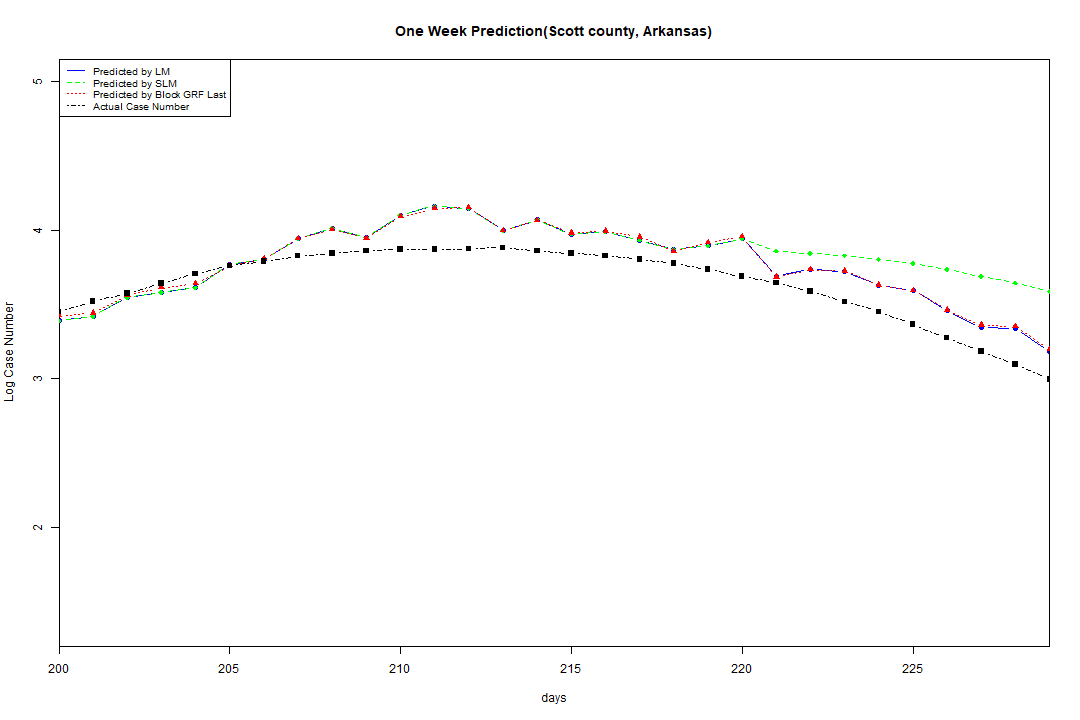 One Week Prediction(Scott county, Arkansas)
Predicted by LM
Predicted by SLM
Predicted by Block GRF Last
Actual Case Number
5
4
3
2
Log Case Number
200 205 210 215 220 225
days